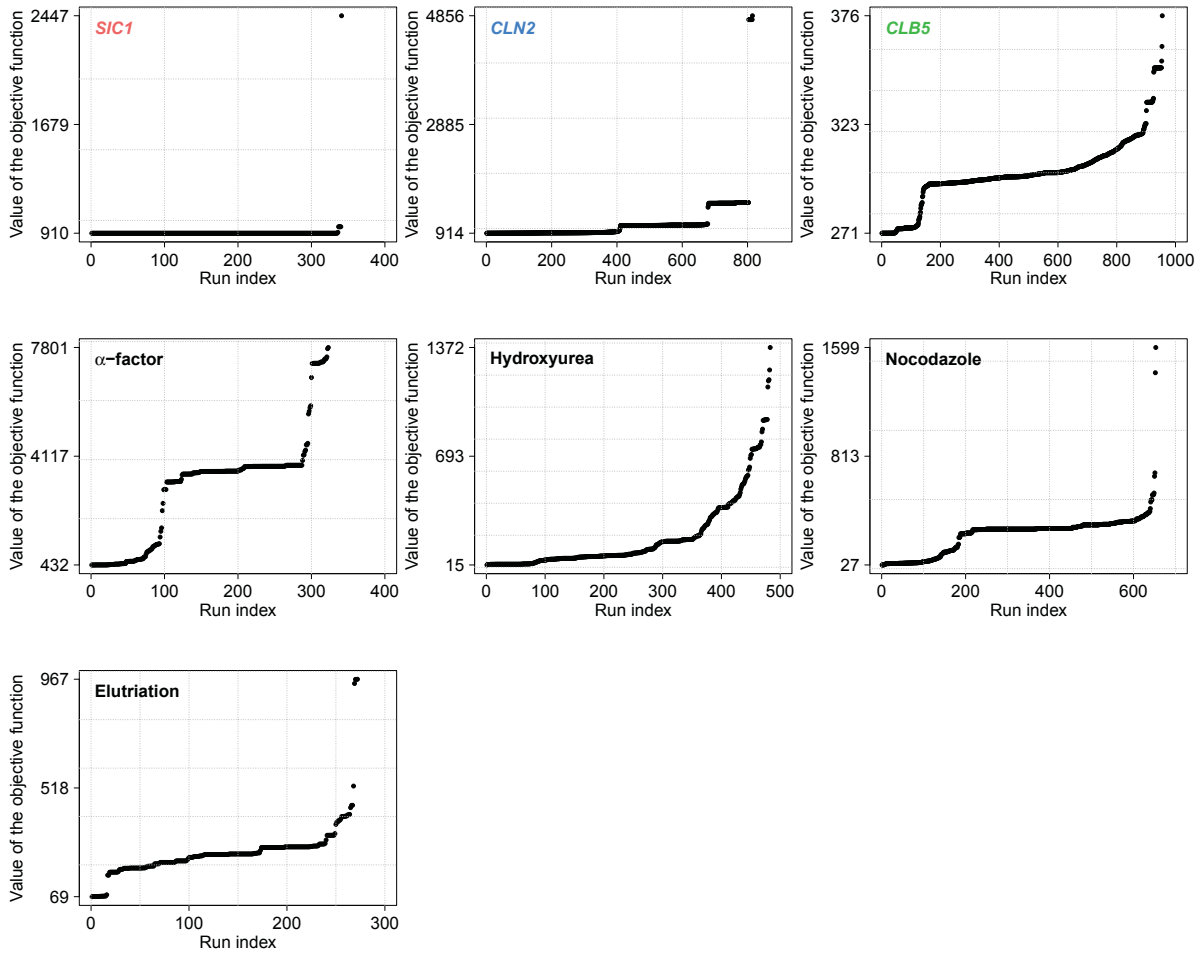 SIC1
Value of the objective function
2447
1679
910
0
100
200
300
400
Run index
CLN2
Value of the objective function
4856
2885
914
0
200
400
600
800
Run index
CLB5
Value of the objective function
376
323
271
0
200
400
600
800
1000
Run index
α−factor
Value of the objective function
7801
4117
432
0
100
200
300
400
Run index
Hydroxyurea
Value of the objective function
1372
693
15
0
100
200
300
400
500
Run index
Nocodazole
Value of the objective function
1599
813
27
0
200
400
600
Run index
Elutriation
Value of the objective function
967
518
69
0
100
200
300
Run index